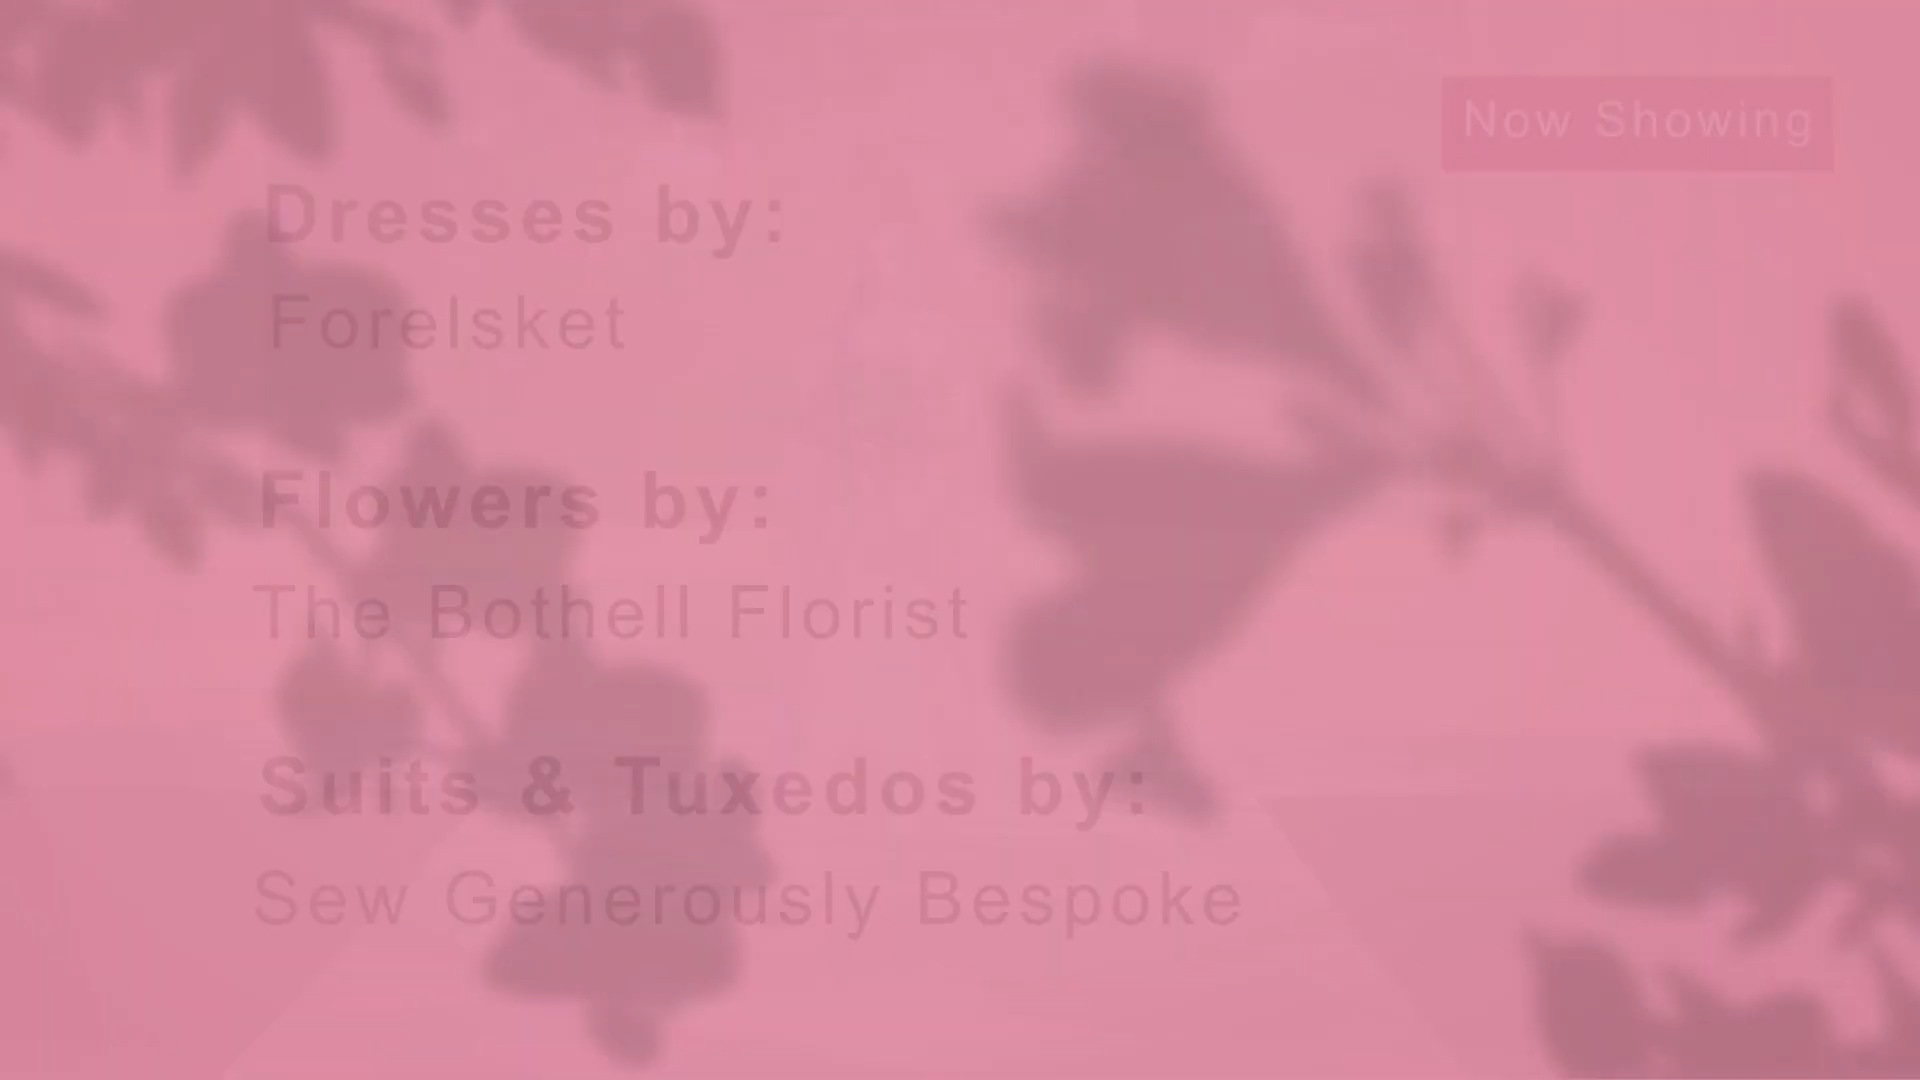 Now Showing
Dresses by:
Forelsket
Flowers by:
The Bothell Florist
Suits & Tuxedos by:
Sew Generously Bespoke